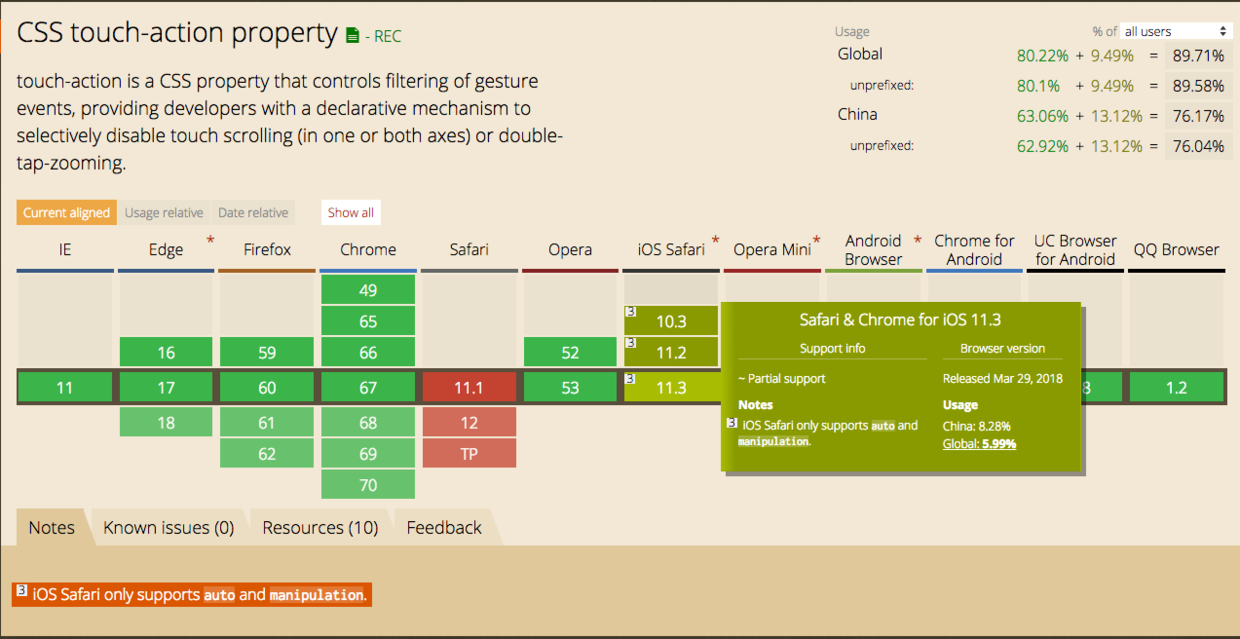 CSS touch-action property - REC
touch-action is a CSS property that controls filtering of gesture
events, providing developers with a declarative mechanism to
selectively disable touch scrolling (in one or both axes) or double-
tap-zooming.
Usage % of all users
Global 80.22% + 9.49% = 89.71%
unprefixed: 80.1% + 9.49% = 89.58%
China 63.06% + 13.12% = 76.17%
unprefixed: 62.92% + 13.12% = 76.04%
Current aligned Usage relative Date relative Show all
IE Edge * Firefox Chrome Safari Opera iOS Safari * Opera Mini * Android Browser * Chrome for Android UC Browser for Android QQ Browser
49
65 3 10.3
16 59 66 52 3 11.2
11 17 60 67 11.1 53 3 11.3 8 1.2
18 61 68 12
62 69 TP
70
Safari & Chrome for iOS 11.3
Support info
~ Partial support
Notes
3 iOS Safari only supports auto and
manipulation.
Browser version
Released Mar 29, 2018
Usage
China: 8.28%
Global: 5.99%
Notes Known issues (0) Resources (10) Feedback
3 iOS Safari only supports auto and manipulation.